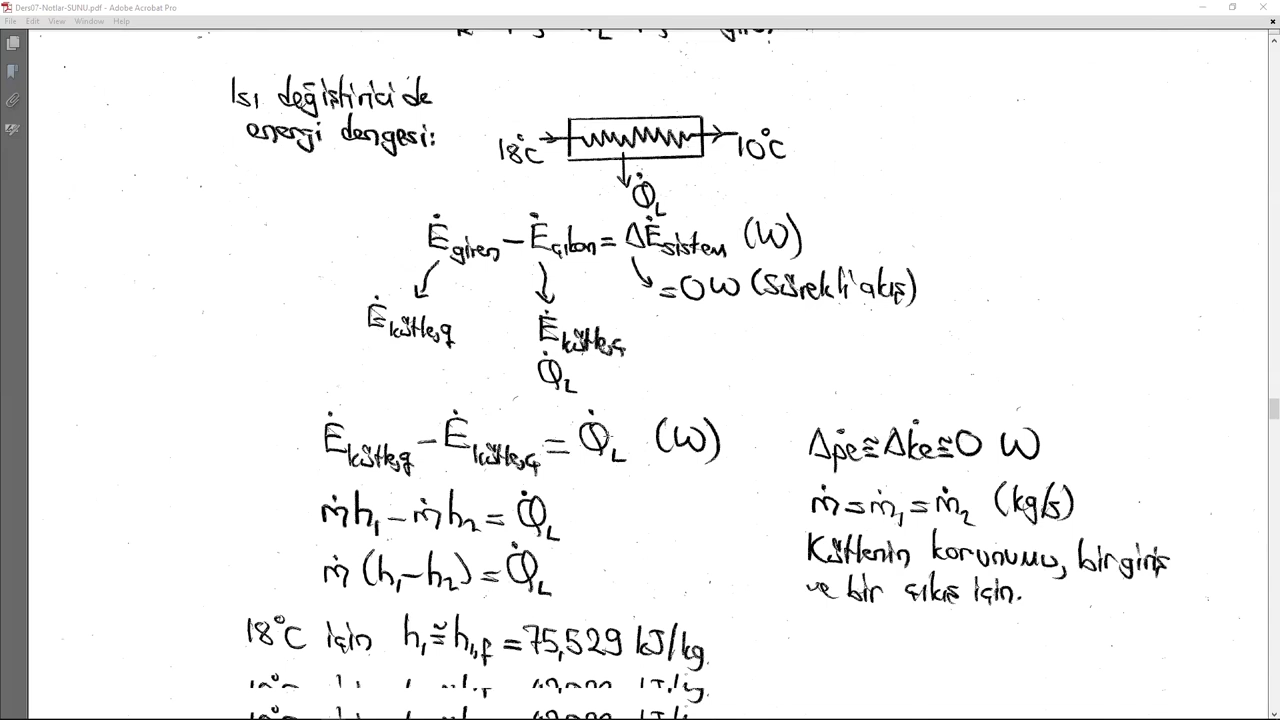 Ders07-Notlar-SUNU.pdf - Adobe Acrobat Pro
File Edit View Window Help
Isı değiştiricide
enerji dengesi:
18°C
10°C
Q̇L
Ėgiren − Ėçıkan = ΔĖsistem (W)
= 0 W (sürekli akış)
Ėkütle,g
Ėkütle,ç
Q̇L
Ėkütle,g − Ėkütle,ç = Q̇L (W)
Δṗe ≅ Δk̇e ≅ 0 W
ṁh1 − ṁh2 = Q̇L
ṁ = ṁ1 = ṁ2 (kg/s)
ṁ (h1 − h2) = Q̇L
Kütlenin korunumu, bir giriş
ve bir çıkış için.
18°C için h1 ≅ h1,f = 75,529 kJ/kg.